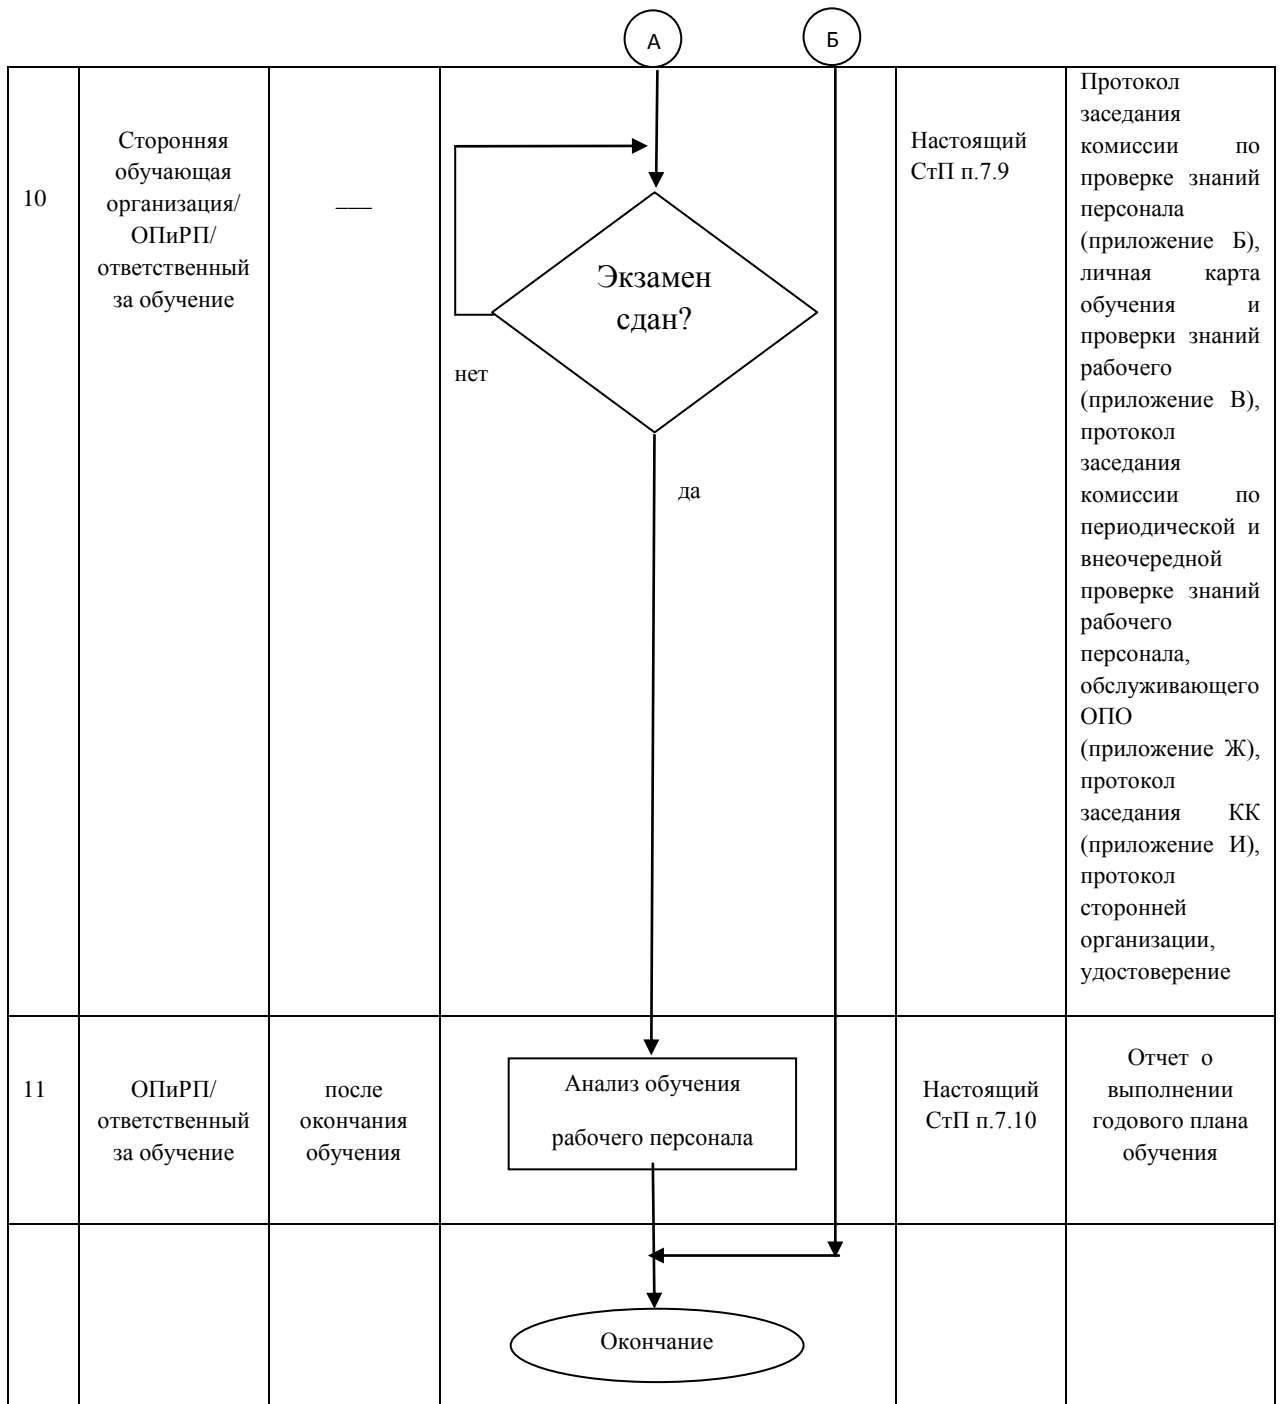 А
Б
10
Сторонняя
обучающая
организация/
ОПиРП/
ответственный
за обучение
___
Экзамен
сдан?
нет
да
Настоящий
СтП п.7.9
Протокол
заседания
комиссии по
проверке знаний
персонала
(приложение Б),
личная карта
обучения и
проверки знаний
рабочего
(приложение В),
протокол
заседания
комиссии по
периодической и
внеочередной
проверке знаний
рабочего
персонала,
обслуживающего
ОПО
(приложение Ж),
протокол
заседания КК
(приложение И),
протокол
сторонней
организации,
удостоверение
11
ОПиРП/
ответственный
за обучение
после
окончания
обучения
Анализ обучения
рабочего персонала
Настоящий
СтП п.7.10
Отчет о
выполнении
годового плана
обучения
Окончание